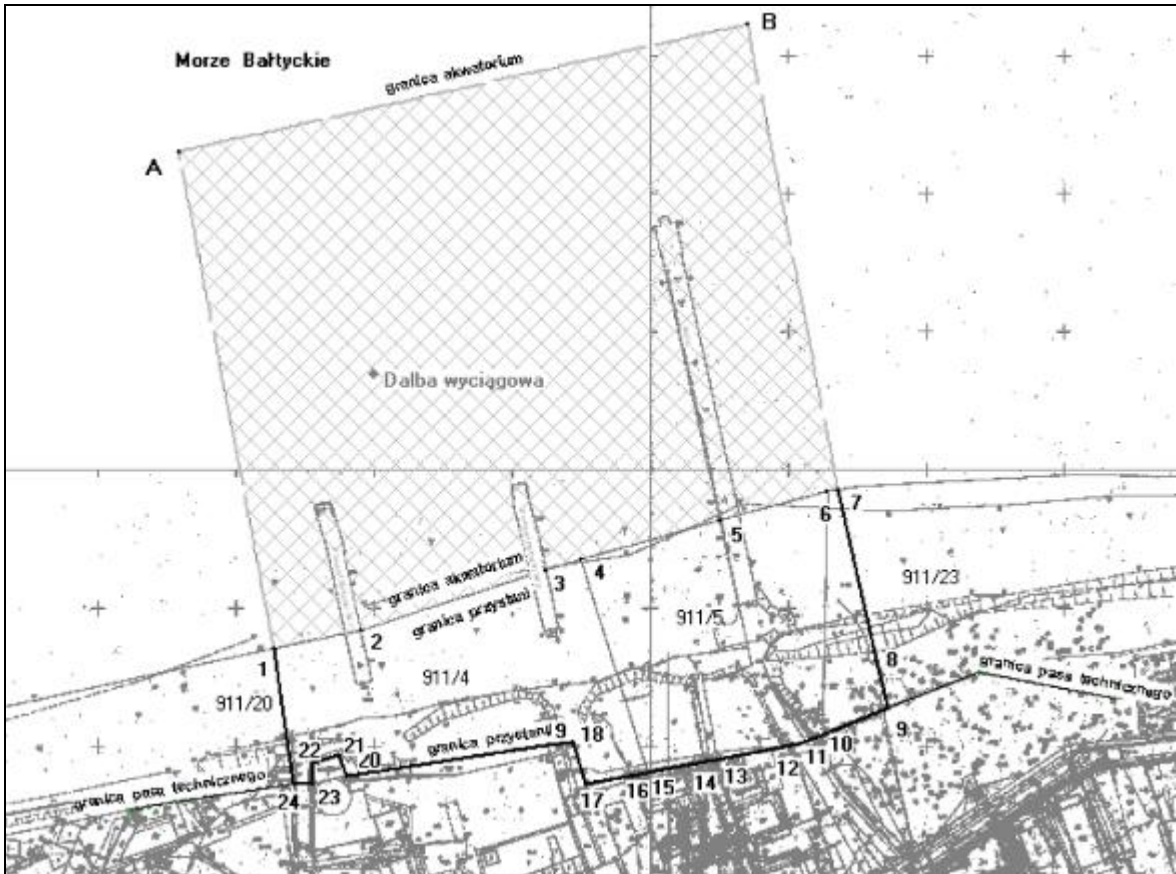 B
Morze Bałtyckie
granica akwatorium
A
Dalba wyciągowa
7
6
5
4
3
granica akwatorium
granica przystani
2
1
911/23
911/5
911/4
911/20
8
granica pasa technicznego
9
10
11
12
13
14
15
16
17
18
9
granica przystani
20
21
22
23
24
granica pasa technicznego